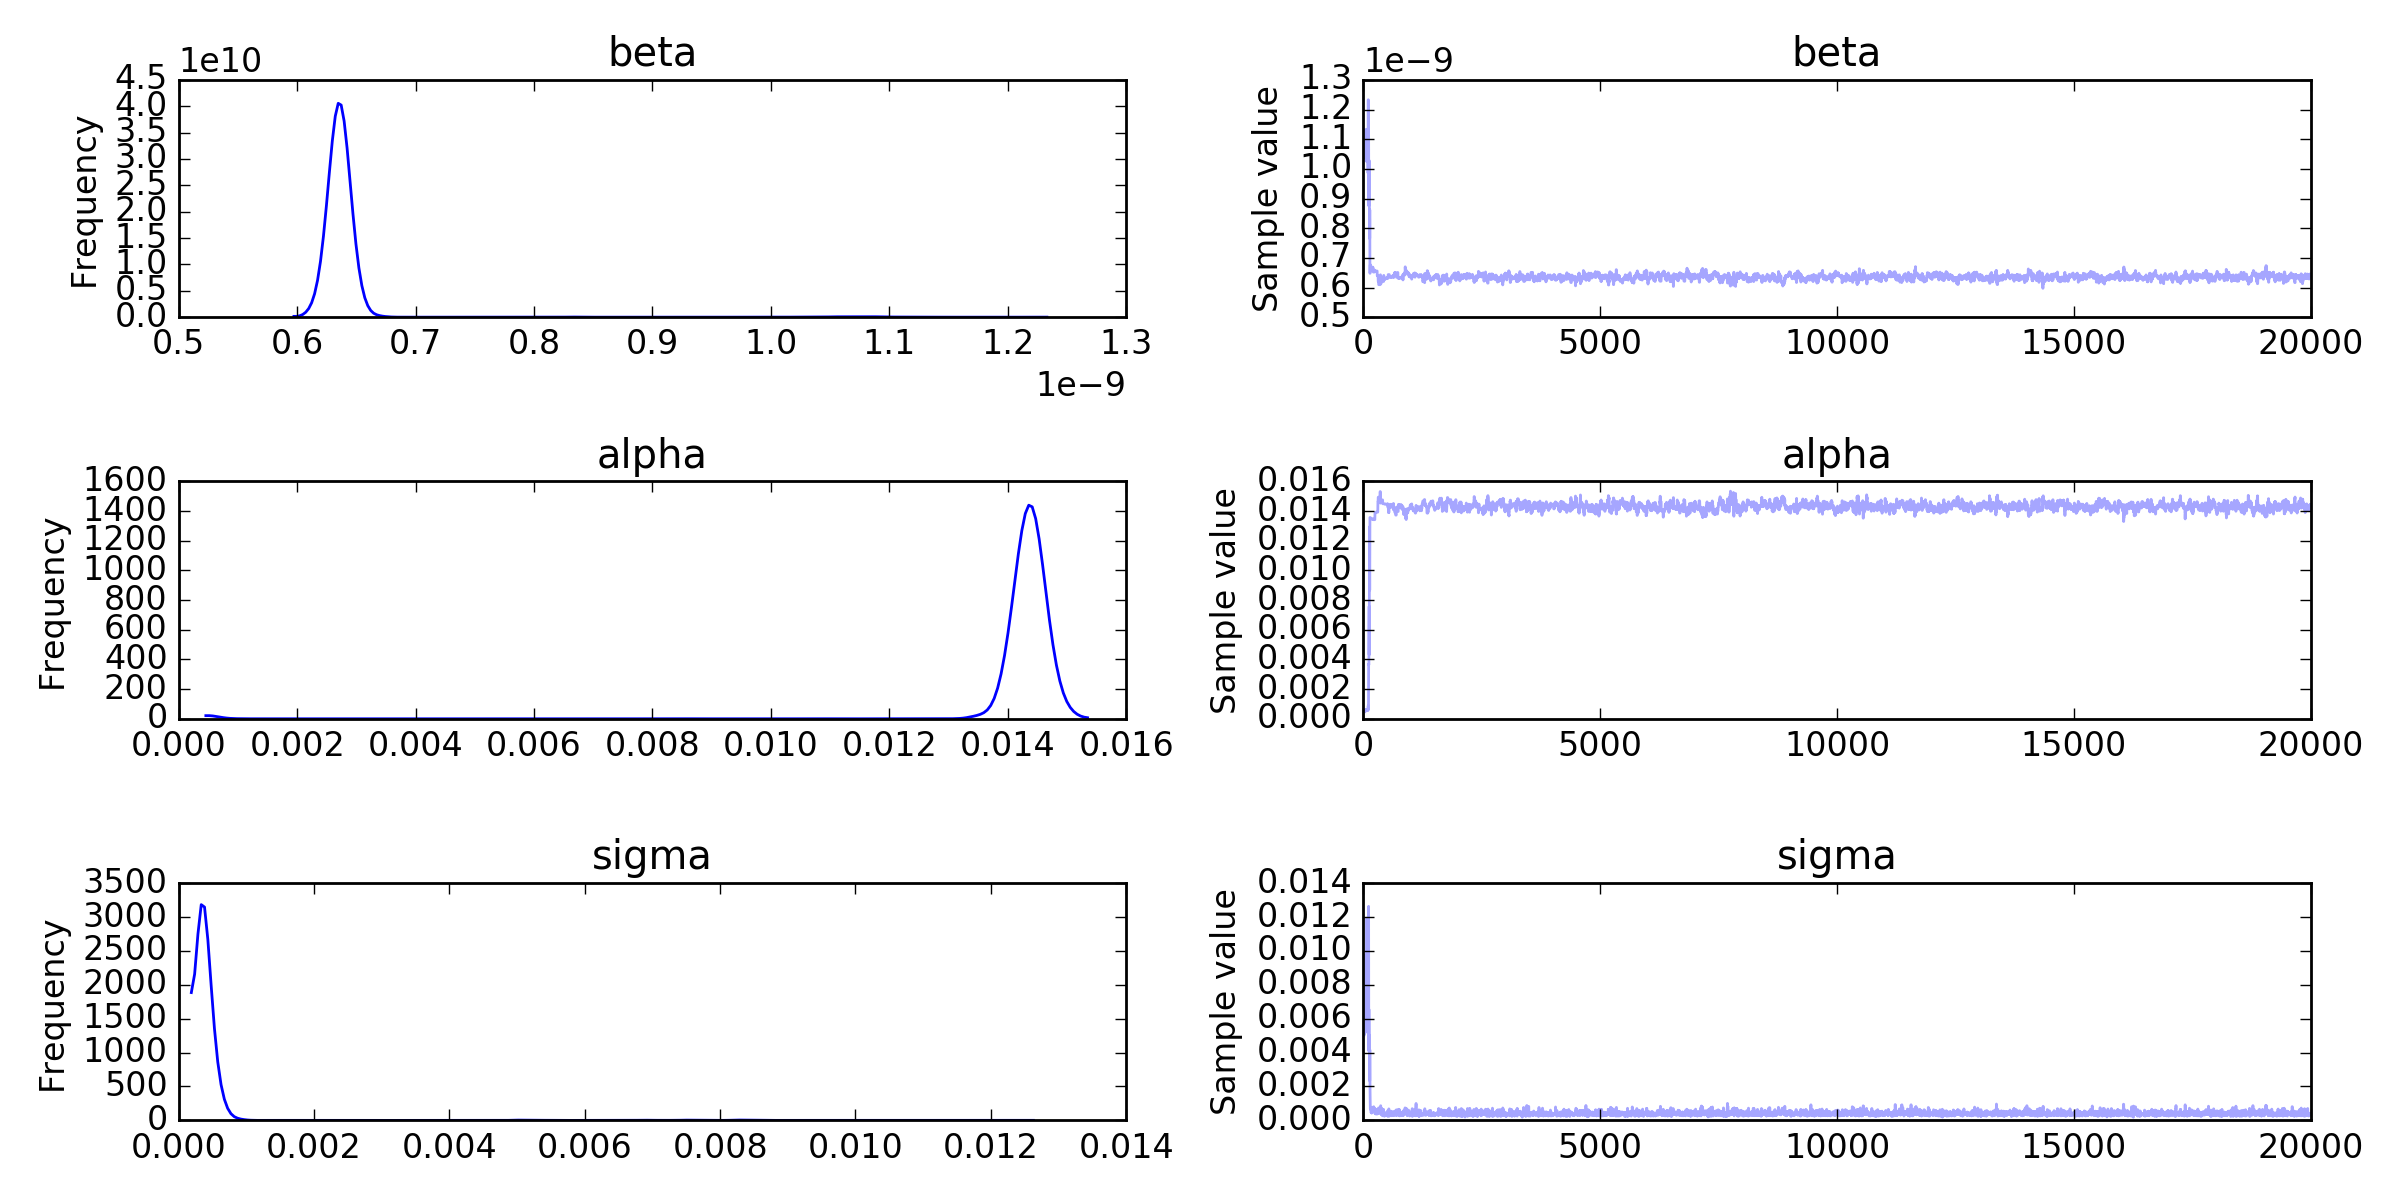 beta
1e10
Frequency
4.5
4.0
3.5
3.0
2.5
2.0
1.5
1.0
0.5
0.0
0.5 0.6 0.7 0.8 0.9 1.0 1.1 1.2 1.3
1e−9
beta
1e−9
Sample value
1.3
1.2
1.1
1.0
0.9
0.8
0.7
0.6
0.5
0 5000 10000 15000 20000
alpha
Frequency
1600
1400
1200
1000
800
600
400
200
0
0.000 0.002 0.004 0.006 0.008 0.010 0.012 0.014 0.016
alpha
Sample value
0.016
0.014
0.012
0.010
0.008
0.006
0.004
0.002
0.000
0 5000 10000 15000 20000
sigma
Frequency
3500
3000
2500
2000
1500
1000
500
0
0.000 0.002 0.004 0.006 0.008 0.010 0.012 0.014
sigma
Sample value
0.014
0.012
0.010
0.008
0.006
0.004
0.002
0.000
0 5000 10000 15000 20000